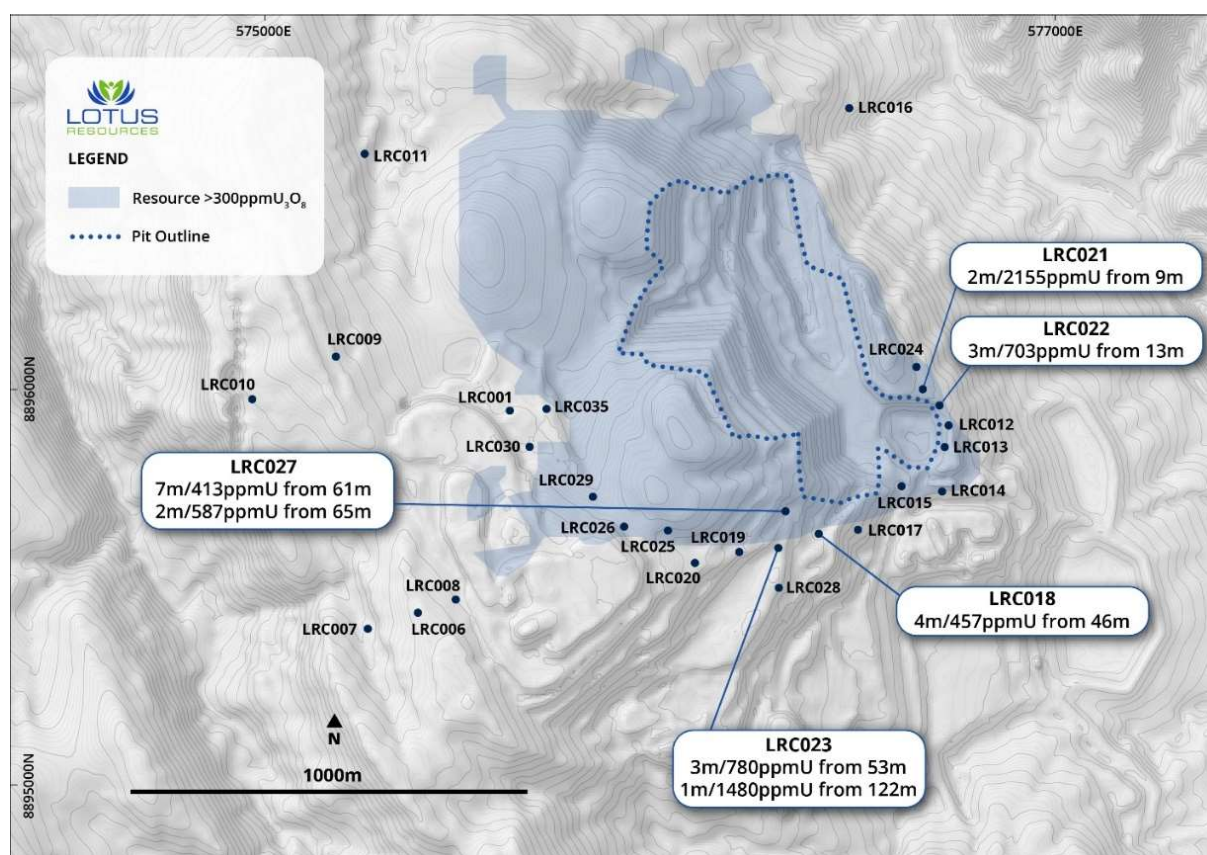 575000E
577000E
LOTUS
RESOURCES
LEGEND
Resource >300ppmU₃O₈
Pit Outline
LRC016
LRC011
LRC021
2m/2155ppmU from 9m
LRC022
3m/703ppmU from 13m
LRC009
LRC024
LRC010
8896000N
LRC001
LRC035
LRC012
LRC030
LRC013
LRC027
7m/413ppmU from 61m
2m/587ppmU from 65m
LRC029
LRC015
LRC014
LRC026
LRC025
LRC019
LRC017
LRC020
LRC028
LRC008
LRC018
4m/457ppmU from 46m
LRC007
LRC006
N
1000m
LRC023
3m/780ppmU from 53m
1m/1480ppmU from 122m
8895000N